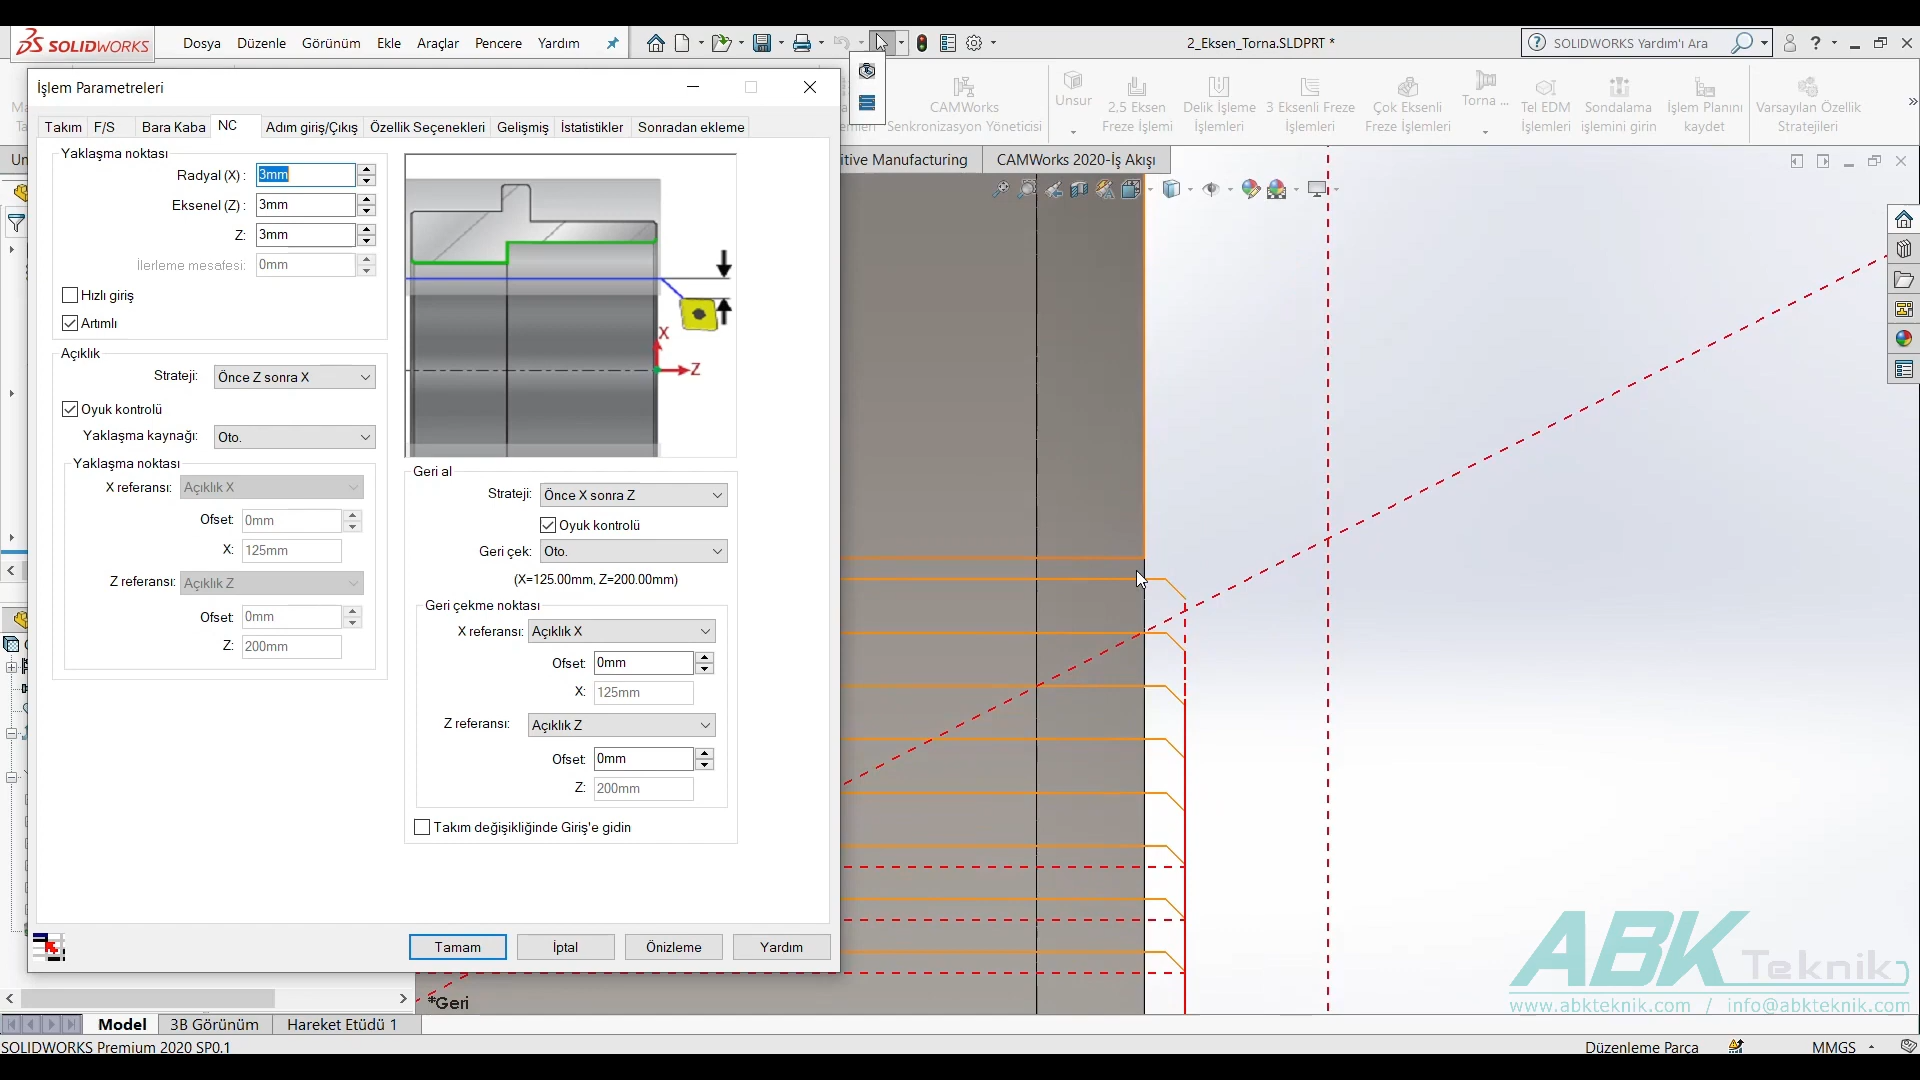 SOLIDWORKS
Dosya Düzenle Görünüm Ekle Araçlar Pencere Yardım
2_Eksen_Torna.SLDPRT *
SOLIDWORKS Yardım'ı Ara
İşlem Parametreleri
CAMWorks
Senkronizasyon Yöneticisi
Unsur
2,5 Eksen
Freze İşlemi
Delik İşleme
İşlemleri
3 Eksenli Freze
İşlemleri
Çok Eksenli
Freze İşlemleri
Torna ...
Tel EDM
İşlemleri
Sondalama
işlemini girin
İşlem Planını
kaydet
Varsayılan Özellik
Stratejileri
Takım F/S Bara Kaba NC Adım giriş/Çıkış Özellik Seçenekleri Gelişmiş İstatistikler Sonradan ekleme
itive Manufacturing CAMWorks 2020-İş Akışı
Yaklaşma noktası
Radyal (X) : 3mm
Eksenel (Z) : 3mm
Z: 3mm
İlerleme mesafesi: 0mm
Hızlı giriş
Artımlı
Açıklık
Strateji: Önce Z sonra X
Oyuk kontrolü
Yaklaşma kaynağı: Oto.
Yaklaşma noktası
X referansı: Açıklık X
Ofset: 0mm
X: 125mm
Z referansı: Açıklık Z
Ofset: 0mm
Z: 200mm
X
Z
Geri al
Strateji: Önce X sonra Z
Oyuk kontrolü
Geri çek: Oto.
(X=125.00mm, Z=200.00mm)
Geri çekme noktası
X referansı: Açıklık X
Ofset: 0mm
X: 125mm
Z referansı: Açıklık Z
Ofset: 0mm
Z: 200mm
Takım değişikliğinde Giriş'e gidin
Tamam İptal Önizleme Yardım
*Geri
ABK Teknik
www.abkteknik.com / info@abkteknik.com
Model 3B Görünüm Hareket Etüdü 1
SOLIDWORKS Premium 2020 SP0.1
Düzenleme Parça MMGS